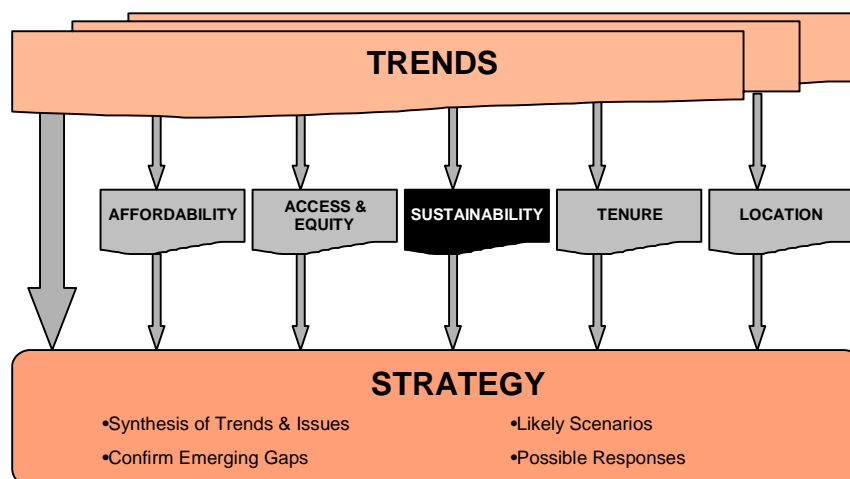 TRENDS
AFFORDABILITY
ACCESS &
EQUITY
SUSTAINABILITY
TENURE
LOCATION
STRATEGY
•Synthesis of Trends & Issues
•Likely Scenarios
•Confirm Emerging Gaps
•Possible Responses